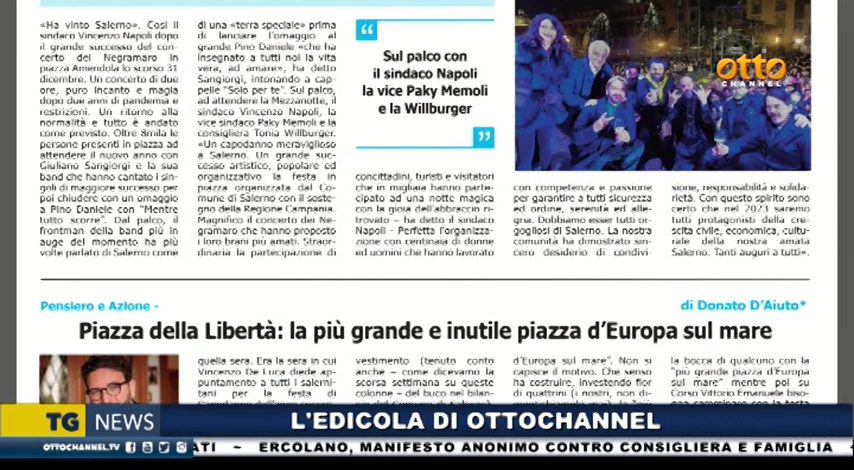 «Ha vinto Salerno». Così il
sindaco Vincenzo Napoli dopo
il grande successo del con-
certo dei Negramaro in
piazza Amendola lo scorso 31
dicembre. Un concerto di due
ore, puro incanto e magia
dopo due anni di pandemia e
restrizioni. Un ritorno alla
normalità e tutto è andato
come previsto. Oltre 8mila le
persone presenti in piazza ad
attendere il nuovo anno con
Giuliano Sangiorgi e la sua
band che hanno cantato i sin-
goli di maggiore successo per
poi chiudere con un omaggio
a Pino Daniele con "Mentre
tutto scorre". Dal palco, il
frontman della band più in
auge del momento ha più
volte parlato di Salerno come
di una «terra speciale» prima
di lanciare l'omaggio al
grande Pino Daniele «che ha
insegnato a tutti noi la vita
vera, ad amare», ha detto
Sangiorgi, intonando a cap-
pelle "Solo per te". Sul palco,
ad attendere la Mezzanotte, il
sindaco Vincenzo Napoli, la
vice sindaco Paky Memoli e la
consigliera Tonia Willburger.
«Un capodanno meraviglioso
a Salerno. Un grande suc-
cesso artistico, popolare ed
organizzativo la festa in
piazza organizzata dal Co-
mune di Salerno con il soste-
gno della Regione Campania.
Magnifico il concerto dei Ne-
gramaro che hanno proposto
i loro brani più amati. Straor-
dinaria la partecipazione di
“
Sul palco con
il sindaco Napoli
la vice Paky Memoli
e la Willburger
”
concittadini, turisti e visitatori
che in migliaia hanno parte-
cipato ad una notte magica
con la gioia dell'abbraccio ri-
trovato – ha detto il sindaco
Napoli - Perfetta l'organizza-
zione con centinaia di donne
ed uomini che hanno lavorato
otto
CHANNEL
con competenza e passione
per garantire a tutti sicurezza
ed ordine, serenità ed alle-
gria. Dobbiamo esser tutti or-
gogliosi di Salerno. La nostra
comunità ha dimostrato sin-
cero desiderio di condivi-
sione, responsabilità e solida-
rietà. Con questo spirito sono
certo che nel 2023 saremo
tutti protagonisti della cre-
scita civile, economica, cultu-
rale della nostra amata
Salerno. Tanti auguri a tutti».
Pensiero e Azione -
di Donato D'Aiuto*
Piazza della Libertà: la più grande e inutile piazza d'Europa sul mare
quella sera. Era la sera in cui
Vincenzo De Luca diede ap-
puntamento a tutti i salerni-
tani per la festa di
vestimento (tenuto conto
anche – come dicevamo la
scorsa settimana su queste
colonne – del buco nel bilan-
d'Europa sul mare". Non si
capisce il motivo. Che senso
ha costruire, investendo fior
di quattrini (i nostri, non di-
la bocca di qualcuno con la
"più grande piazza d'Europa
sul mare" mentre poi su
Corso Vittorio Emanuele biso-
TG NEWS
L'EDICOLA DI OTTOCHANNEL
OTTOCHANNEL.TV
ATI ~ ERCOLANO, MANIFESTO ANONIMO CONTRO CONSIGLIERA E FAMIGLIA ~